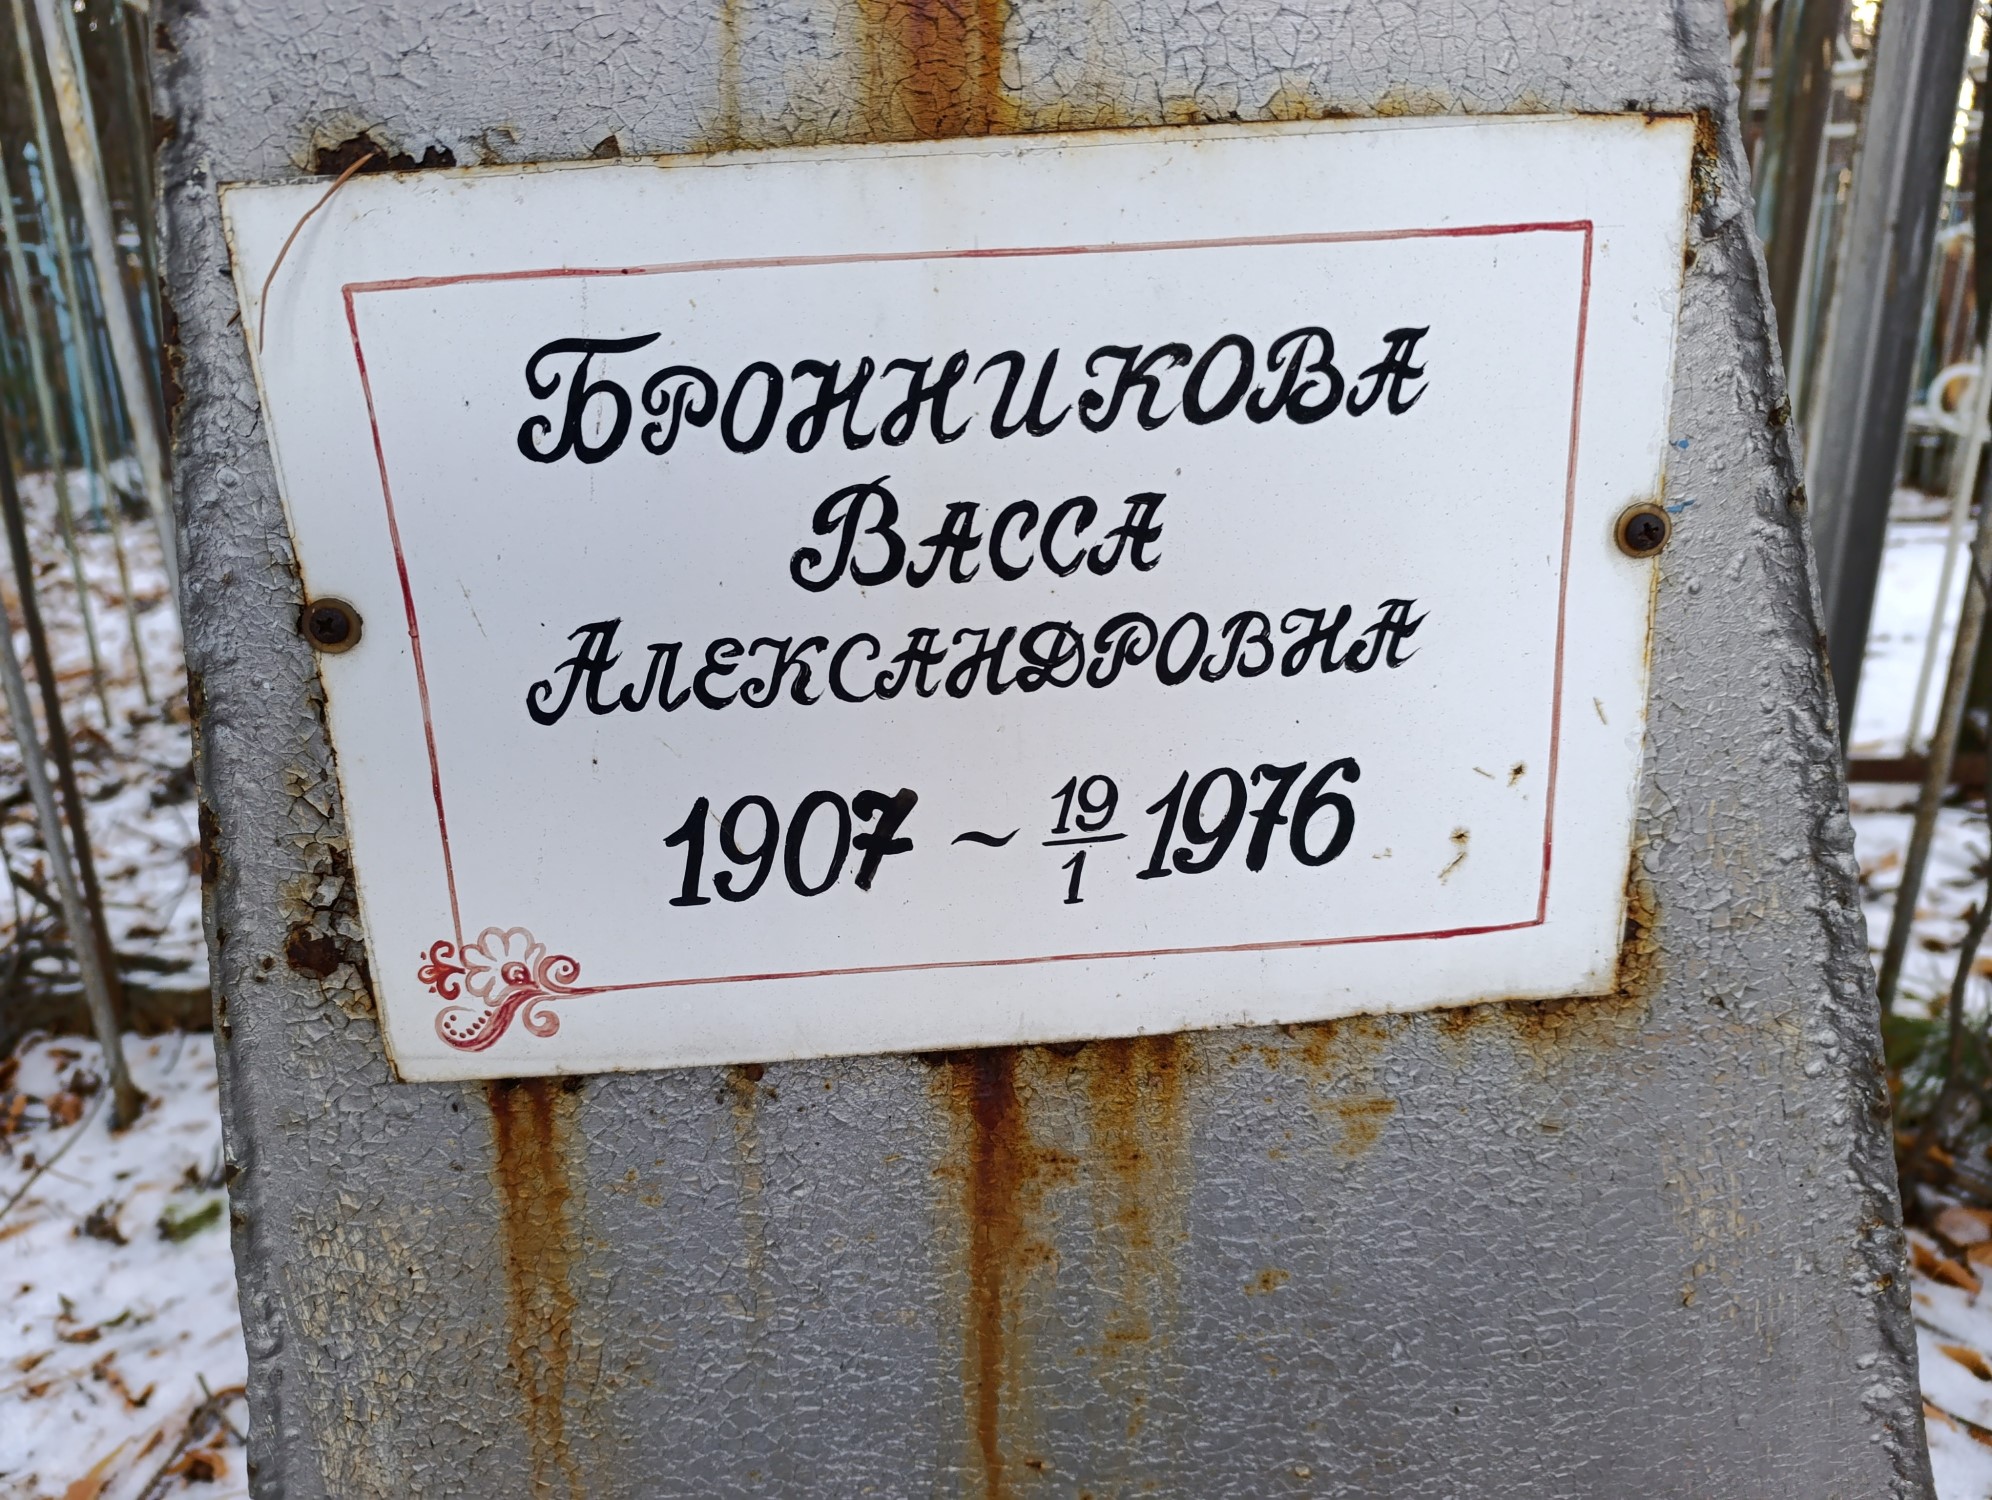 Бронникова
Васса
Александровна
1907 ~ 19/1 1976